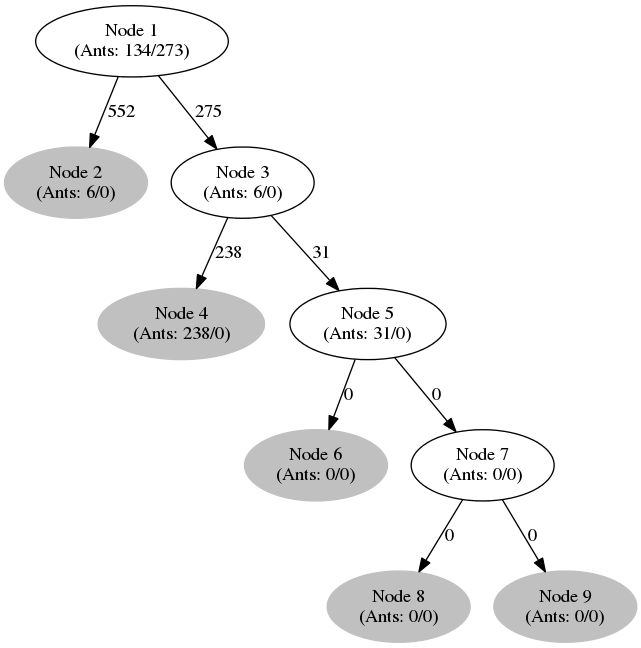 Node 1
(Ants: 134/273)
552
275
Node 2
(Ants: 6/0)
Node 3
(Ants: 6/0)
238
31
Node 4
(Ants: 238/0)
Node 5
(Ants: 31/0)
0
0
Node 6
(Ants: 0/0)
Node 7
(Ants: 0/0)
0
0
Node 8
(Ants: 0/0)
Node 9
(Ants: 0/0)